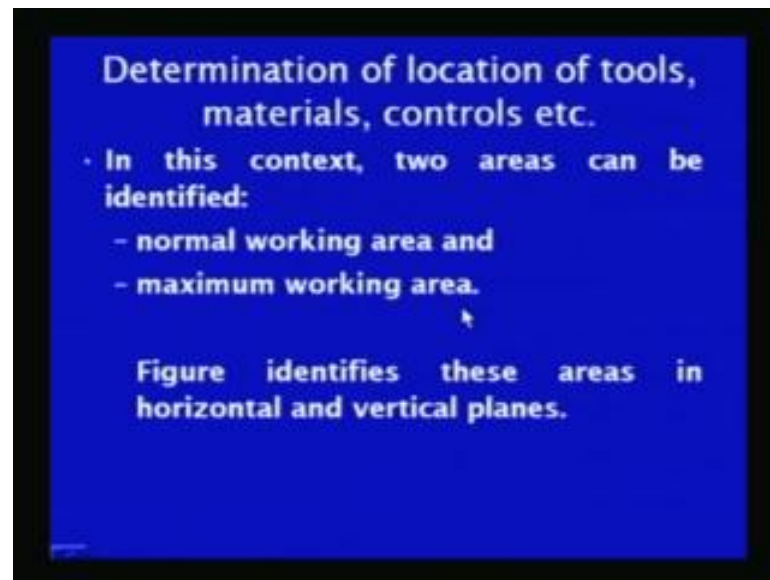 Determination of location of tools,
materials, controls etc.
· In this context, two areas can be
identified:
– normal working area and
– maximum working area.
Figure identifies these areas in
horizontal and vertical planes.